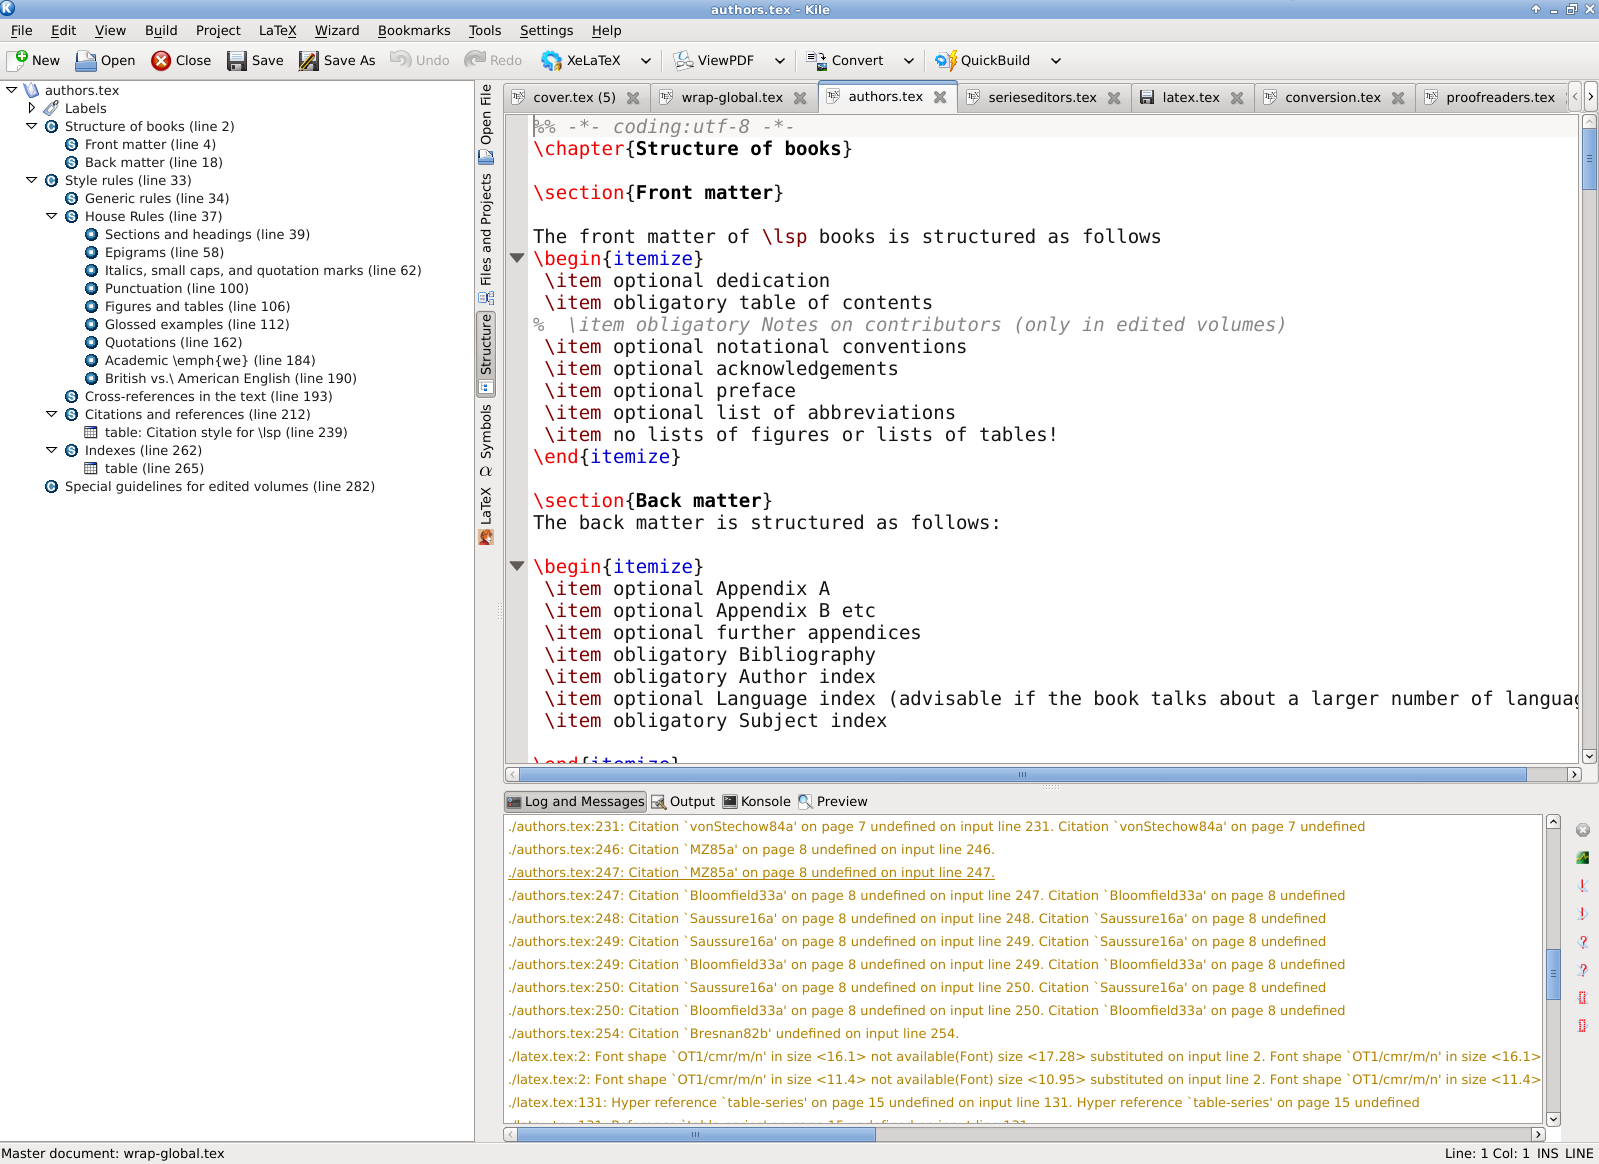 authors.tex – Kile
File Edit View Build Project LaTeX Wizard Bookmarks Tools Settings Help
New Open Close Save Save As Undo Redo XeLaTeX ViewPDF Convert QuickBuild
authors.tex
Labels
Structure of books (line 2)
Front matter (line 4)
Back matter (line 18)
Style rules (line 33)
Generic rules (line 34)
House Rules (line 37)
Sections and headings (line 39)
Epigrams (line 58)
Italics, small caps, and quotation marks (line 62)
Punctuation (line 100)
Figures and tables (line 106)
Glossed examples (line 112)
Quotations (line 162)
Academic \emph{we} (line 184)
British vs.\ American English (line 190)
Cross-references in the text (line 193)
Citations and references (line 212)
table: Citation style for \lsp (line 239)
Indexes (line 262)
table (line 265)
Special guidelines for edited volumes (line 282)
Open File
Files and Projects
Structure
Symbols
LaTeX
cover.tex (5) wrap-global.tex authors.tex serieseditors.tex latex.tex conversion.tex proofreaders.tex
%% -*- coding:utf-8 -*-
\chapter{Structure of books}
\section{Front matter}
The front matter of \lsp books is structured as follows
\begin{itemize}
\item optional dedication
\item obligatory table of contents
%  \item obligatory Notes on contributors (only in edited volumes)
\item optional notational conventions
\item optional acknowledgements
\item optional preface
\item optional list of abbreviations
\item no lists of figures or lists of tables!
\end{itemize}
\section{Back matter}
The back matter is structured as follows:
\begin{itemize}
\item optional Appendix A
\item optional Appendix B etc
\item optional further appendices
\item obligatory Bibliography
\item obligatory Author index
\item optional Language index (advisable if the book talks about a larger number of languag
\item obligatory Subject index
\end{itemize}
Log and Messages Output Konsole Preview
./authors.tex:231: Citation `vonStechow84a' on page 7 undefined on input line 231. Citation `vonStechow84a' on page 7 undefined
./authors.tex:246: Citation `MZ85a' on page 8 undefined on input line 246.
./authors.tex:247: Citation `MZ85a' on page 8 undefined on input line 247.
./authors.tex:247: Citation `Bloomfield33a' on page 8 undefined on input line 247. Citation `Bloomfield33a' on page 8 undefined
./authors.tex:248: Citation `Saussure16a' on page 8 undefined on input line 248. Citation `Saussure16a' on page 8 undefined
./authors.tex:249: Citation `Saussure16a' on page 8 undefined on input line 249. Citation `Saussure16a' on page 8 undefined
./authors.tex:249: Citation `Bloomfield33a' on page 8 undefined on input line 249. Citation `Bloomfield33a' on page 8 undefined
./authors.tex:250: Citation `Saussure16a' on page 8 undefined on input line 250. Citation `Saussure16a' on page 8 undefined
./authors.tex:250: Citation `Bloomfield33a' on page 8 undefined on input line 250. Citation `Bloomfield33a' on page 8 undefined
./authors.tex:254: Citation `Bresnan82b' undefined on input line 254.
./latex.tex:2: Font shape `OT1/cmr/m/n' in size <16.1> not available(Font) size <17.28> substituted on input line 2. Font shape `OT1/cmr/m/n' in size <16.1>
./latex.tex:2: Font shape `OT1/cmr/m/n' in size <11.4> not available(Font) size <10.95> substituted on input line 2. Font shape `OT1/cmr/m/n' in size <11.4>
./latex.tex:131: Hyper reference `table-series' on page 15 undefined on input line 131. Hyper reference `table-series' on page 15 undefined
Master document: wrap-global.tex
Line: 1 Col: 1 INS LINE